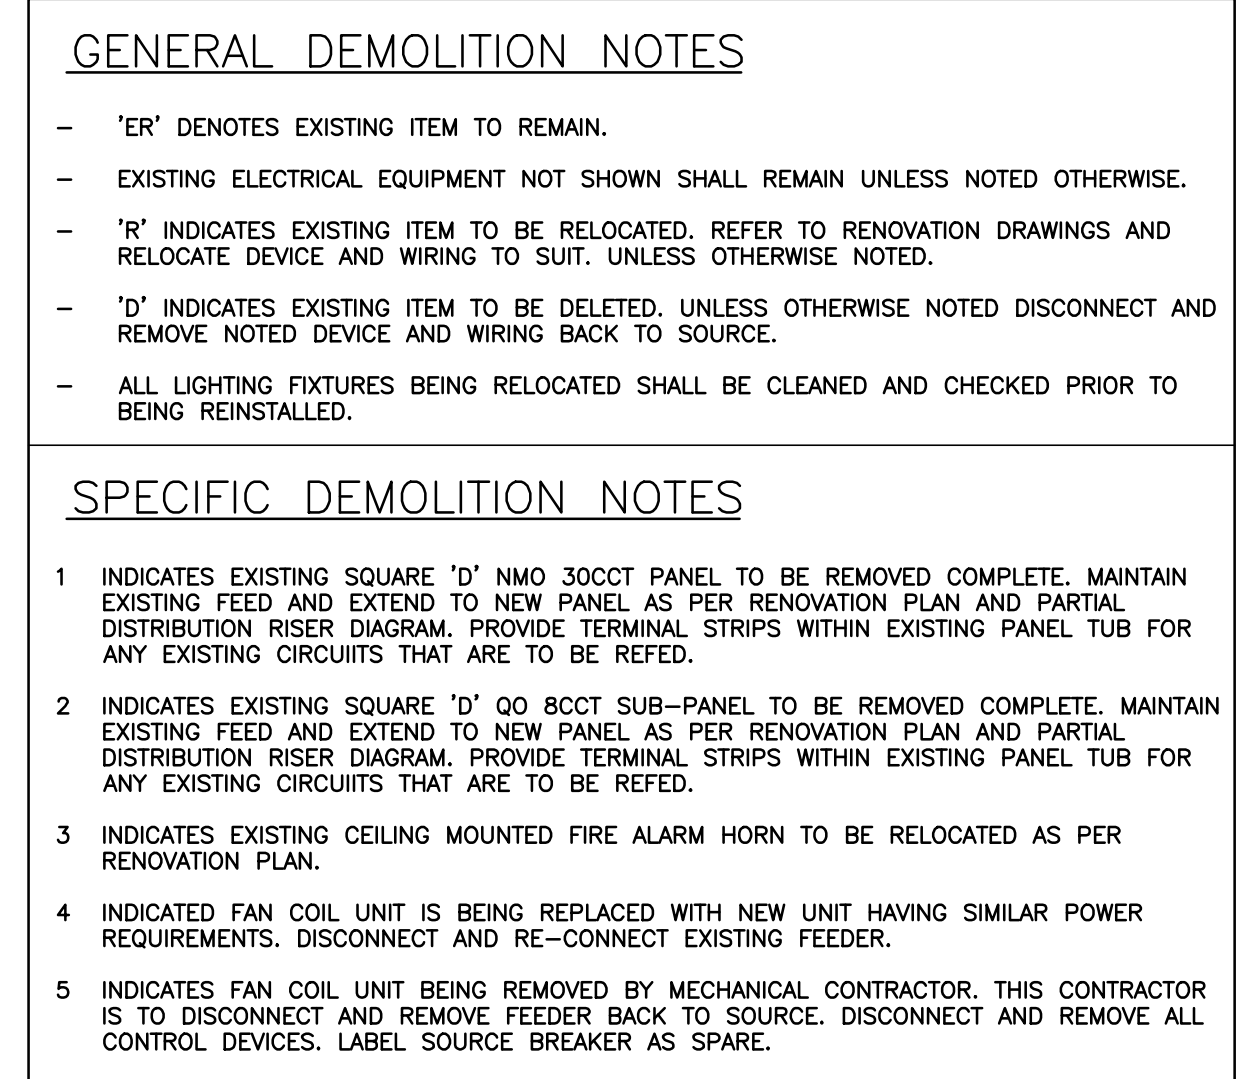 GENERAL DEMOLITION NOTES
– 'ER' DENOTES EXISTING ITEM TO REMAIN.
– EXISTING ELECTRICAL EQUIPMENT NOT SHOWN SHALL REMAIN UNLESS NOTED OTHERWISE.
– 'R' INDICATES EXISTING ITEM TO BE RELOCATED. REFER TO RENOVATION DRAWINGS AND
RELOCATE DEVICE AND WIRING TO SUIT. UNLESS OTHERWISE NOTED.
– 'D' INDICATES EXISTING ITEM TO BE DELETED. UNLESS OTHERWISE NOTED DISCONNECT AND
REMOVE NOTED DEVICE AND WIRING BACK TO SOURCE.
– ALL LIGHTING FIXTURES BEING RELOCATED SHALL BE CLEANED AND CHECKED PRIOR TO
BEING REINSTALLED.
SPECIFIC DEMOLITION NOTES
1 INDICATES EXISTING SQUARE 'D' NMO 30CCT PANEL TO BE REMOVED COMPLETE. MAINTAIN
EXISTING FEED AND EXTEND TO NEW PANEL AS PER RENOVATION PLAN AND PARTIAL
DISTRIBUTION RISER DIAGRAM. PROVIDE TERMINAL STRIPS WITHIN EXISTING PANEL TUB FOR
ANY EXISTING CIRCUIITS THAT ARE TO BE REFED.
2 INDICATES EXISTING SQUARE 'D' QO 8CCT SUB–PANEL TO BE REMOVED COMPLETE. MAINTAIN
EXISTING FEED AND EXTEND TO NEW PANEL AS PER RENOVATION PLAN AND PARTIAL
DISTRIBUTION RISER DIAGRAM. PROVIDE TERMINAL STRIPS WITHIN EXISTING PANEL TUB FOR
ANY EXISTING CIRCUIITS THAT ARE TO BE REFED.
3 INDICATES EXISTING CEILING MOUNTED FIRE ALARM HORN TO BE RELOCATED AS PER
RENOVATION PLAN.
4 INDICATED FAN COIL UNIT IS BEING REPLACED WITH NEW UNIT HAVING SIMILAR POWER
REQUIREMENTS. DISCONNECT AND RE–CONNECT EXISTING FEEDER.
5 INDICATES FAN COIL UNIT BEING REMOVED BY MECHANICAL CONTRACTOR. THIS CONTRACTOR
IS TO DISCONNECT AND REMOVE FEEDER BACK TO SOURCE. DISCONNECT AND REMOVE ALL
CONTROL DEVICES. LABEL SOURCE BREAKER AS SPARE.